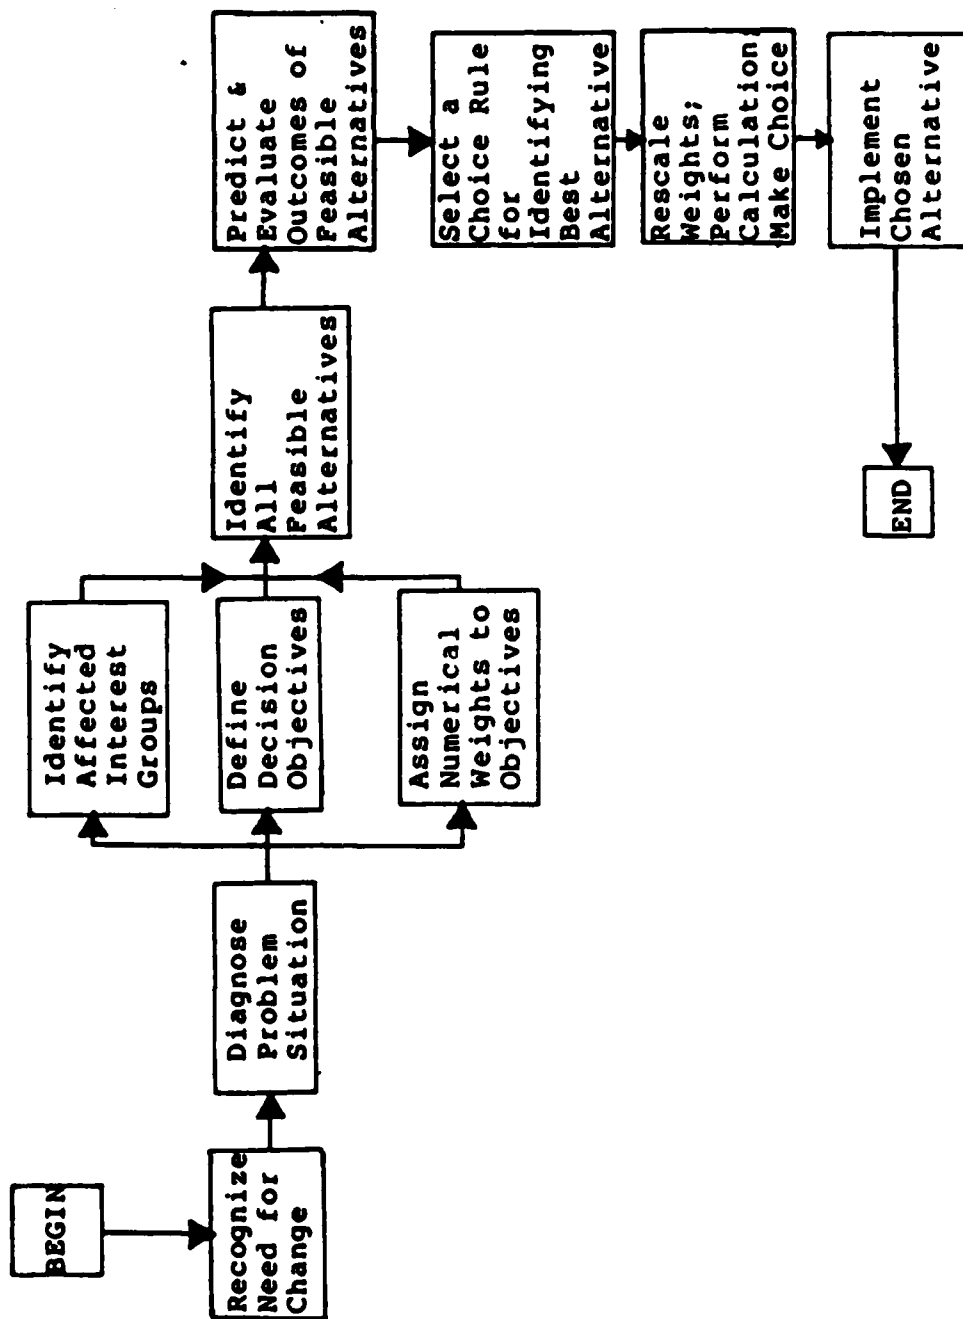 BEGIN
Recognize
Need for
Change
Diagnose
Problem
Situation
Identify
Affected
Interest
Groups
Define
Decision
Objectives
Assign
Numerical
Weights to
Objectives
Identify
All
Feasible
Alternatives
Predict &
Evaluate
Outcomes of
Feasible
Alternatives
Select a
Choice Rule
for
Identifying
Best
Alternative
Rescale
Weights;
Perform
Calculation;
Make Choice
Implement
Chosen
Alternative
END